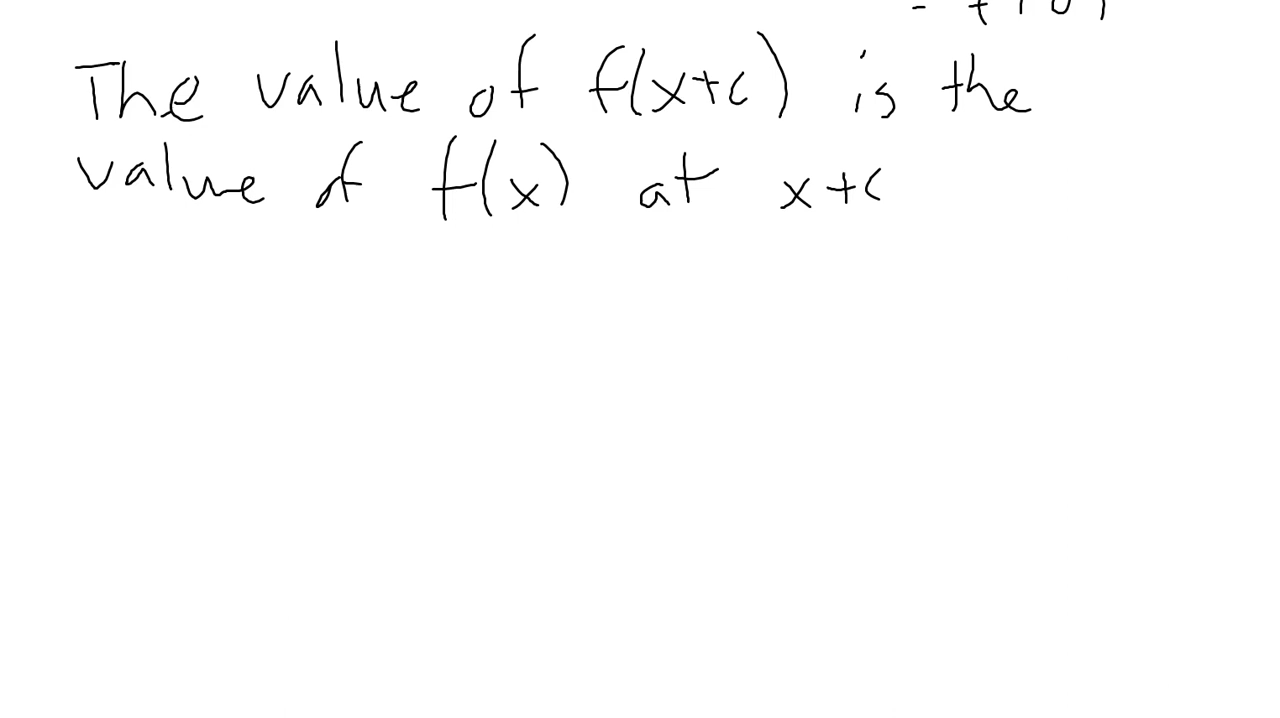 The value of f(x+c) is the
value of f(x) at x+c